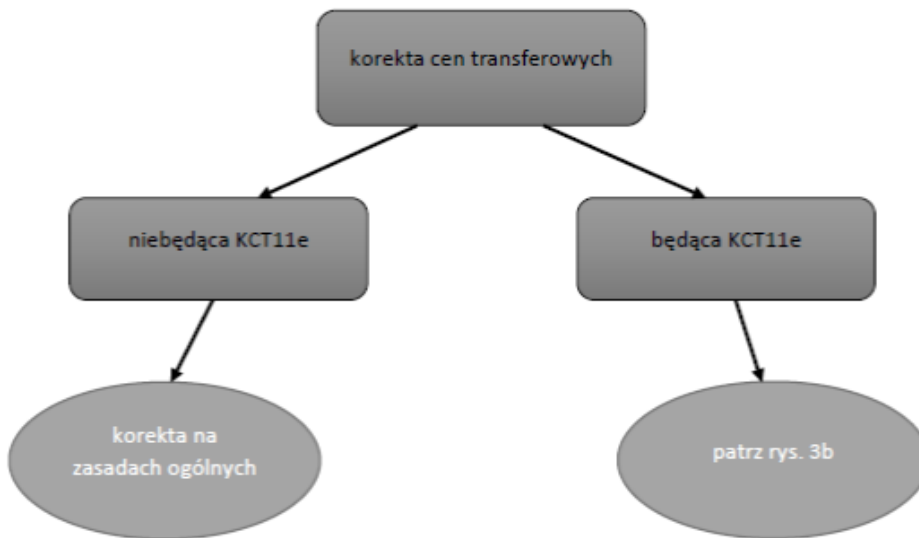 korekta cen transferowych
niebędąca KCT11e
będąca KCT11e
korekta na
zasadach ogólnych
patrz rys. 3b